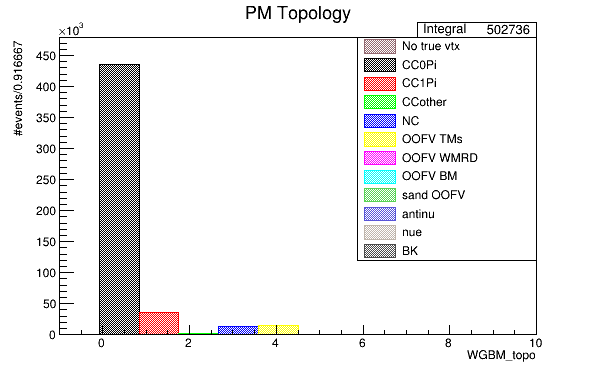 PM Topology
Integral 502736
×10³
#events/0.916667
450
400
350
300
250
200
150
100
50
0
No true vtx
CC0Pi
CC1Pi
CCother
NC
OOFV TMs
OOFV WMRD
OOFV BM
sand OOFV
antinu
nue
BK
0 2 4 6 8 10
WGBM_topo